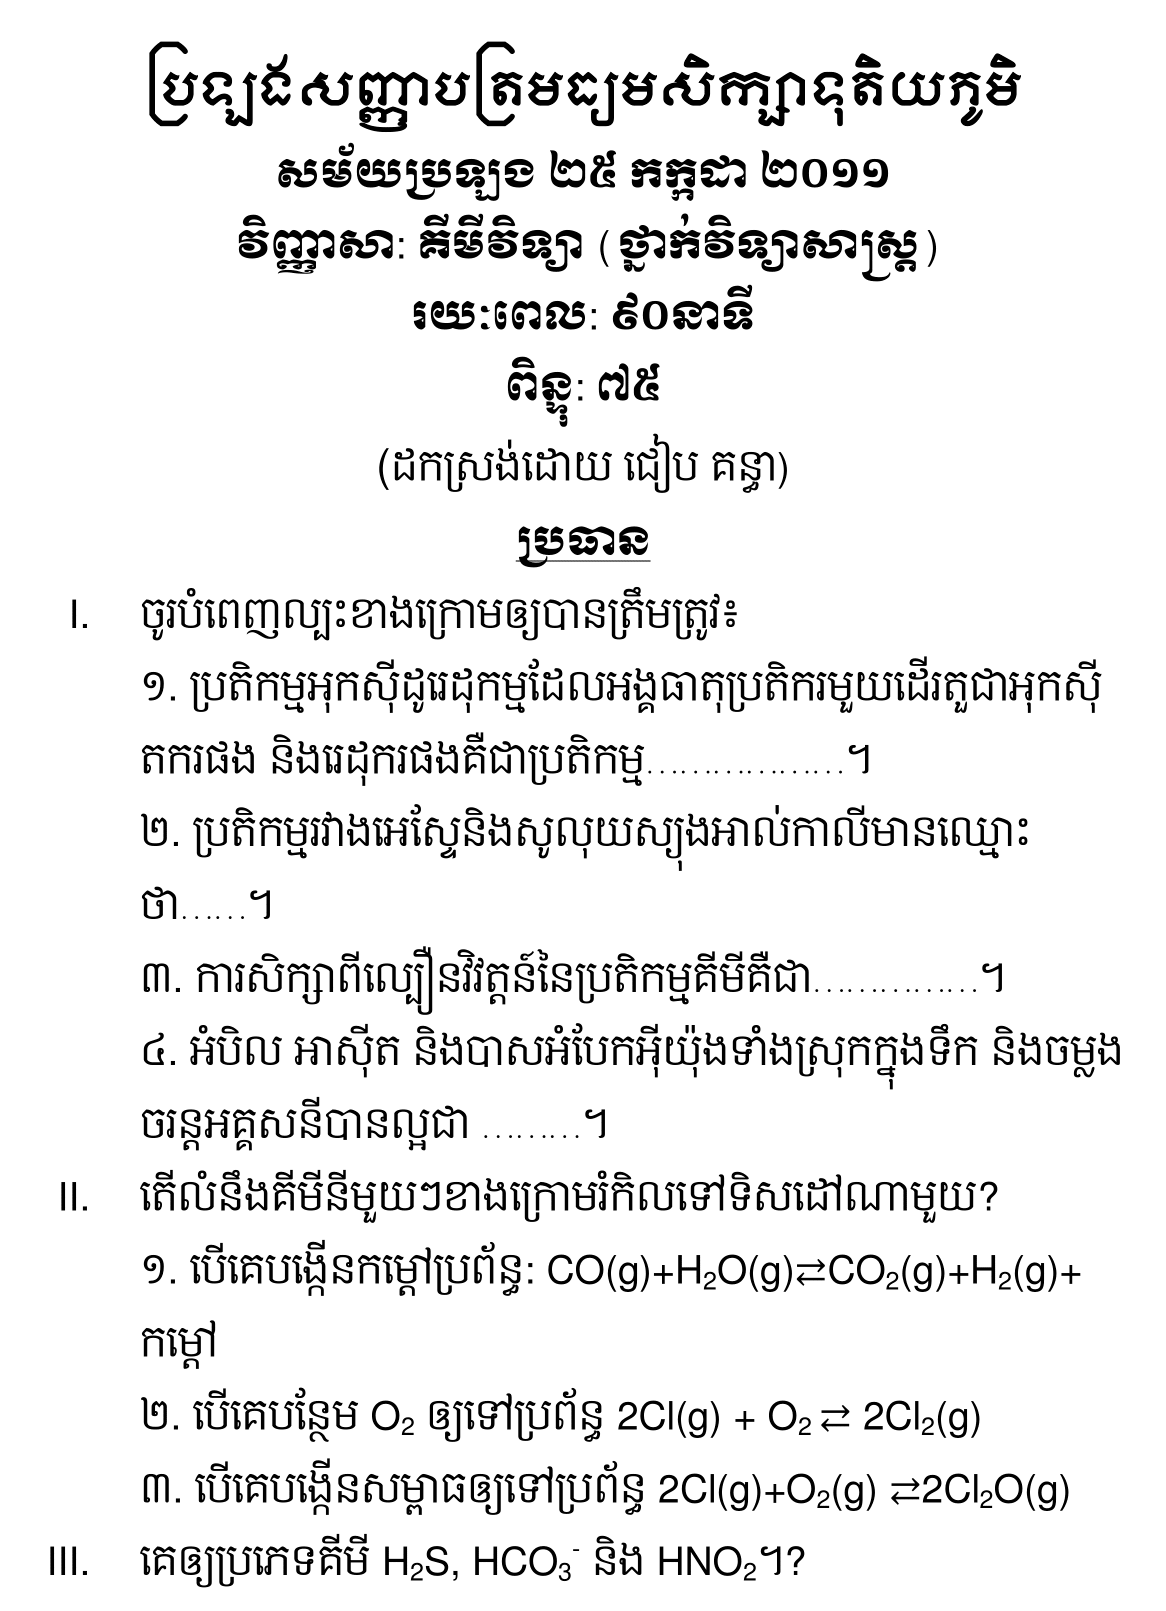 ប្រឡងសញ្ញាបត្រមធ្យមសិក្សាទុតិយភូមិ
សម័យប្រឡង ២៥ កក្កដា ២០១១
វិញ្ញាសា: គីមីវិទ្យា (ថ្នាក់វិទ្យាសាស្ត្រ)
រយៈពេល: ៩០នាទី
ពិន្ទុ: ៧៥
(ដកស្រង់ដោយ ជៀប គន្ធា)
ប្រធាន
I. ចូរបំពេញល្បះខាងក្រោមឲ្យបានត្រឹមត្រូវ៖
១. ប្រតិកម្មអុកស៊ីដូរេដុកម្មដែលអង្គធាតុប្រតិករមួយដើរតួជាអុកស៊ី
តករផង និងរេដុករផងគឺជាប្រតិកម្ម..................។
២. ប្រតិកម្មរវាងអេស្ទែនិងសូលុយស្យុងអាល់កាលីមានឈ្មោះ
ថា......។
៣. ការសិក្សាពីល្បឿនវិវត្តន៍នៃប្រតិកម្មគីមីគឺជា...............។
៤. អំបិល អាស៊ីត និងបាសអំបែកអ៊ីយ៉ុងទាំងស្រុកក្នុងទឹក និងចម្លង
ចរន្តអគ្គសនីបានល្អជា .........។
II. តើលំនឹងគីមីនីមួយៗខាងក្រោមរំកិលទៅទិសដៅណាមួយ?
១. បើគេបង្កើនកម្តៅប្រព័ន្ធ: CO(g)+H₂O(g)⇄CO₂(g)+H₂(g)+
កម្តៅ
២. បើគេបន្ថែម O₂ ឲ្យទៅប្រព័ន្ធ 2Cl(g) + O₂ ⇄ 2Cl₂(g)
៣. បើគេបង្កើនសម្ពាធឲ្យទៅប្រព័ន្ធ 2Cl(g)+O₂(g) ⇄2Cl₂O(g)
III. គេឲ្យប្រភេទគីមី H₂S, HCO₃⁻ និង HNO₂។?